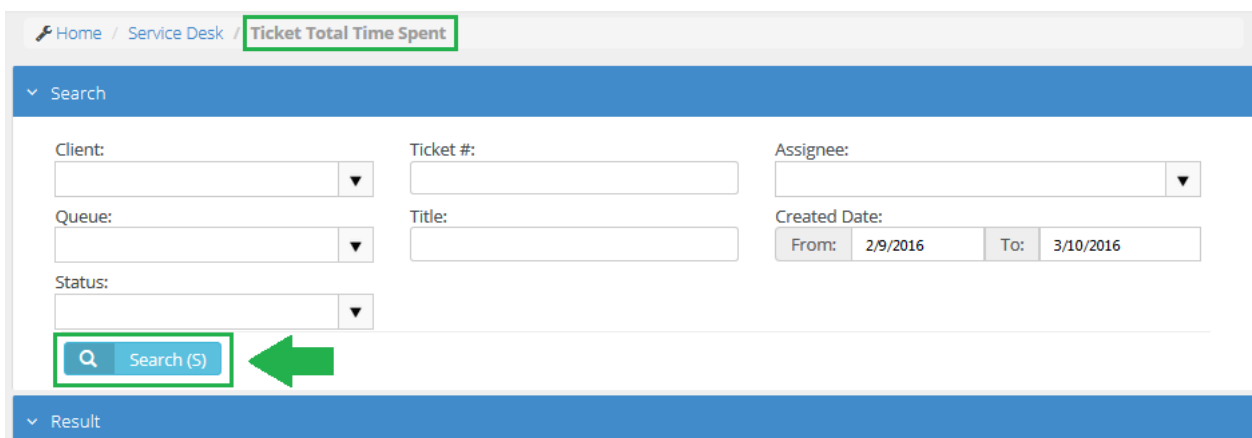 Home / Service Desk / Ticket Total Time Spent
Search
Client: Ticket #: Assignee:
Queue: Title: Created Date:
From: 2/9/2016 To: 3/10/2016
Status:
Search (S)
Result